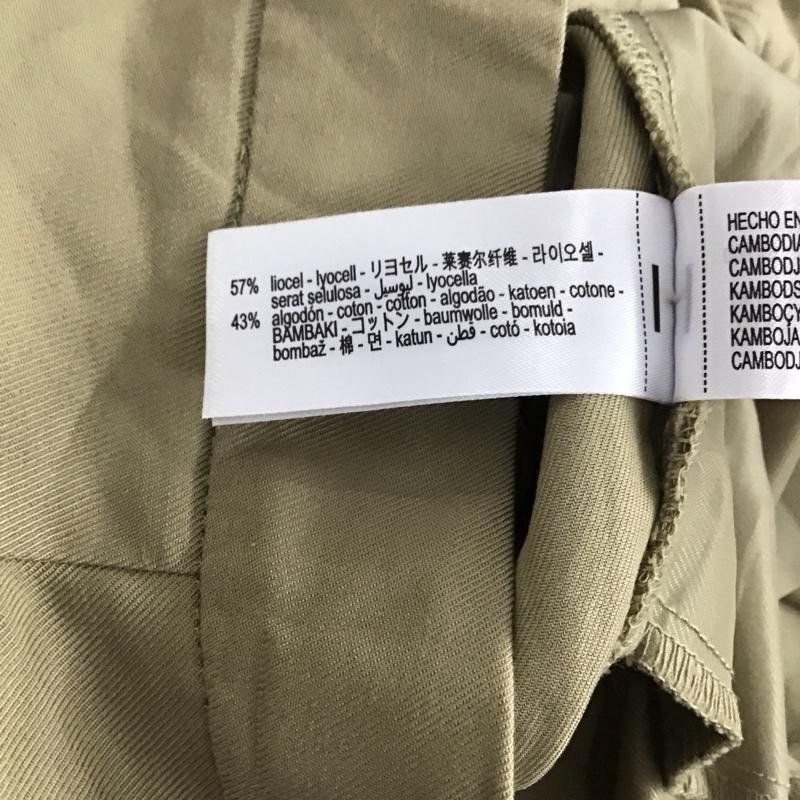 57% liocel - lyocell - リヨセル - 莱赛尔纤维 - 라이오셀 -
serat selulosa - ليوسيل - lyocella
43% algodón - coton - cotton - algodão - katoen - cotone -
BAMBAKI - コットン - baumwolle - bomuld -
bombaž - 棉 - 면 - katun - قطن - cotó - kotoia
HECHO EN
CAMBODIA
CAMBODJ
KAMBODS
KAMBOÇY
KAMBOJA
CAMBODJ